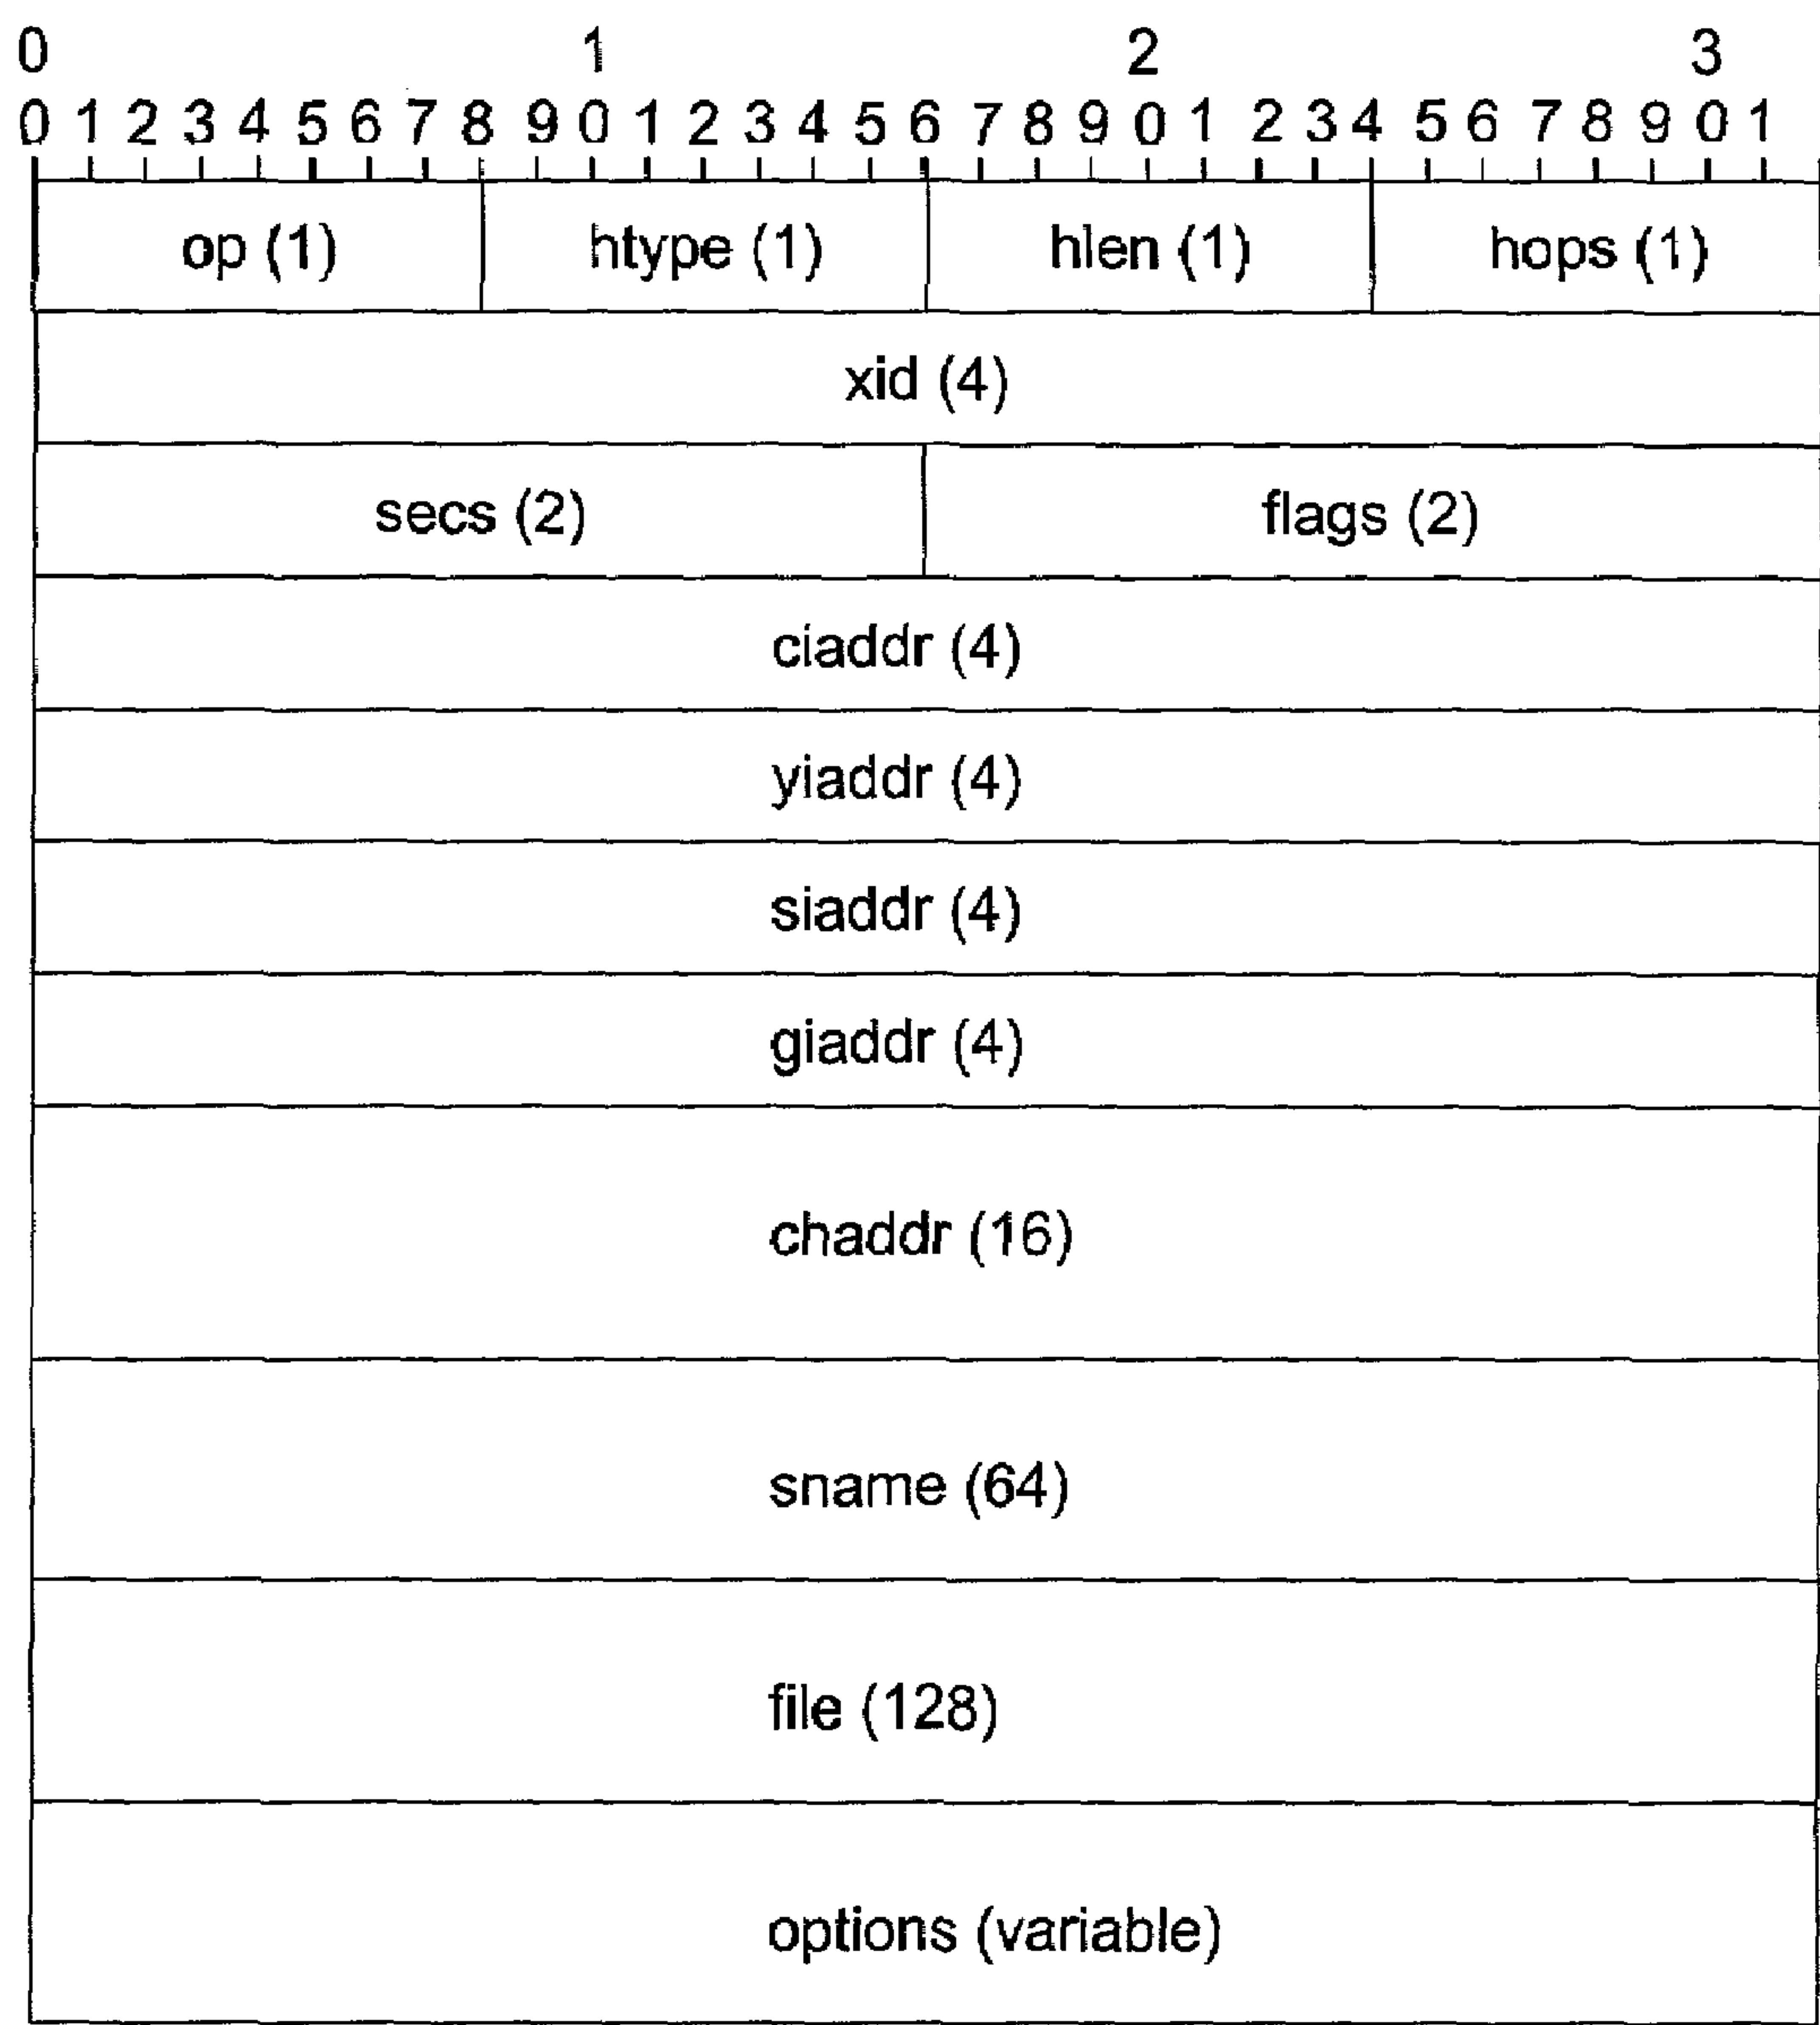 0 1 2 3
0 1 2 3 4 5 6 7 8 9 0 1 2 3 4 5 6 7 8 9 0 1 2 3 4 5 6 7 8 9 0 1
op (1) htype (1) hlen (1) hops (1)
xid (4)
secs (2) flags (2)
ciaddr (4)
yiaddr (4)
siaddr (4)
giaddr (4)
chaddr (16)
sname (64)
file (128)
options (variable)